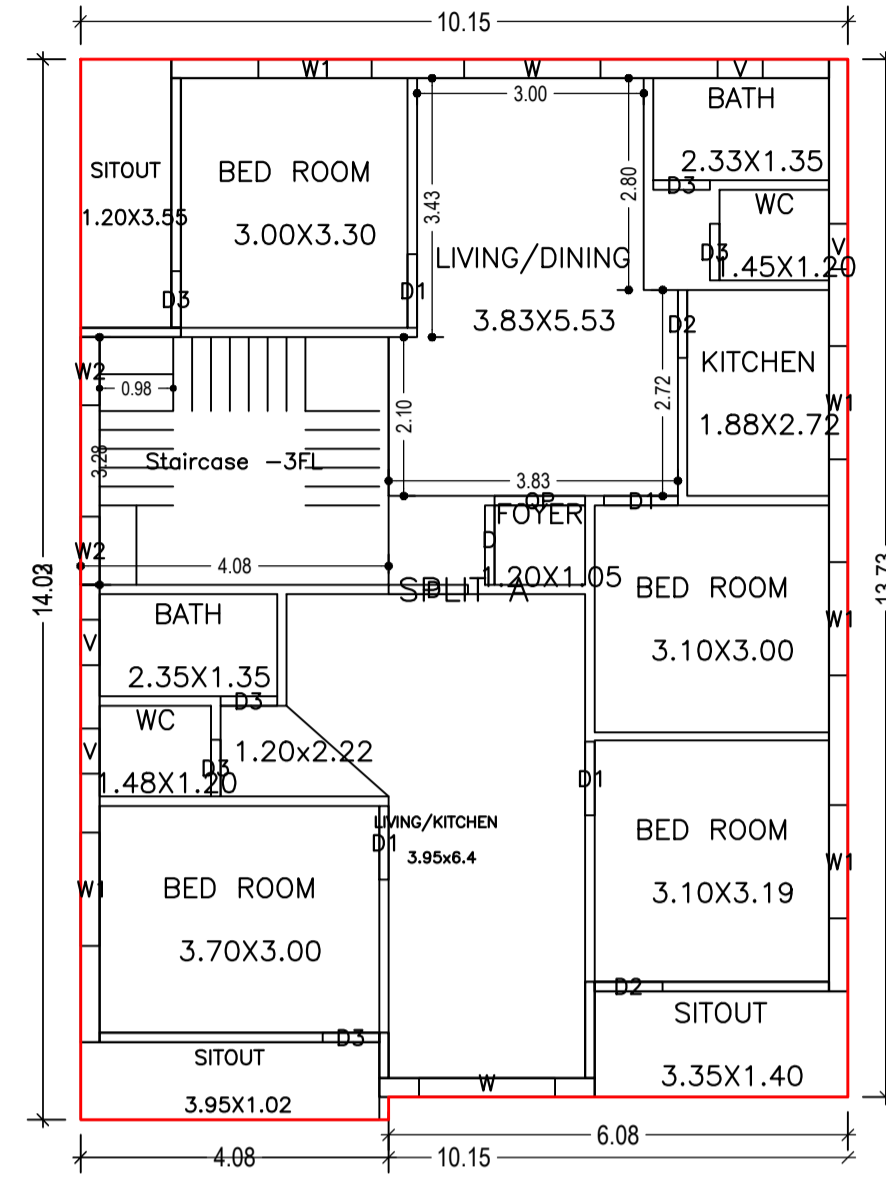 10.15
W1
W
V
3.00
BATH
2.33X1.35
SITOUT
1.20X3.55
BED ROOM
3.00X3.30
3.43
2.80
D3
WC
1.45X1.20
D3
V
LIVING/DINING
3.83X5.53
D3
D1
D2
KITCHEN
1.88X2.72
W1
W2
0.98
2.10
2.72
3.28
Staircase -3FL
3.83
OP
D1
FOYER
1.20X1.05
D
W2
4.08
SPLIT A
D
14.03
13.73
BED ROOM
3.10X3.00
W1
BATH
2.35X1.35
V
D3
WC
1.48X1.20
V
D3
1.20x2.22
D1
LIVING/KITCHEN
3.95x6.4
D1
BED ROOM
3.10X3.19
W1
W1
BED ROOM
3.70X3.00
D2
SITOUT
3.35X1.40
D3
SITOUT
3.95X1.02
W
6.08
4.08
10.15